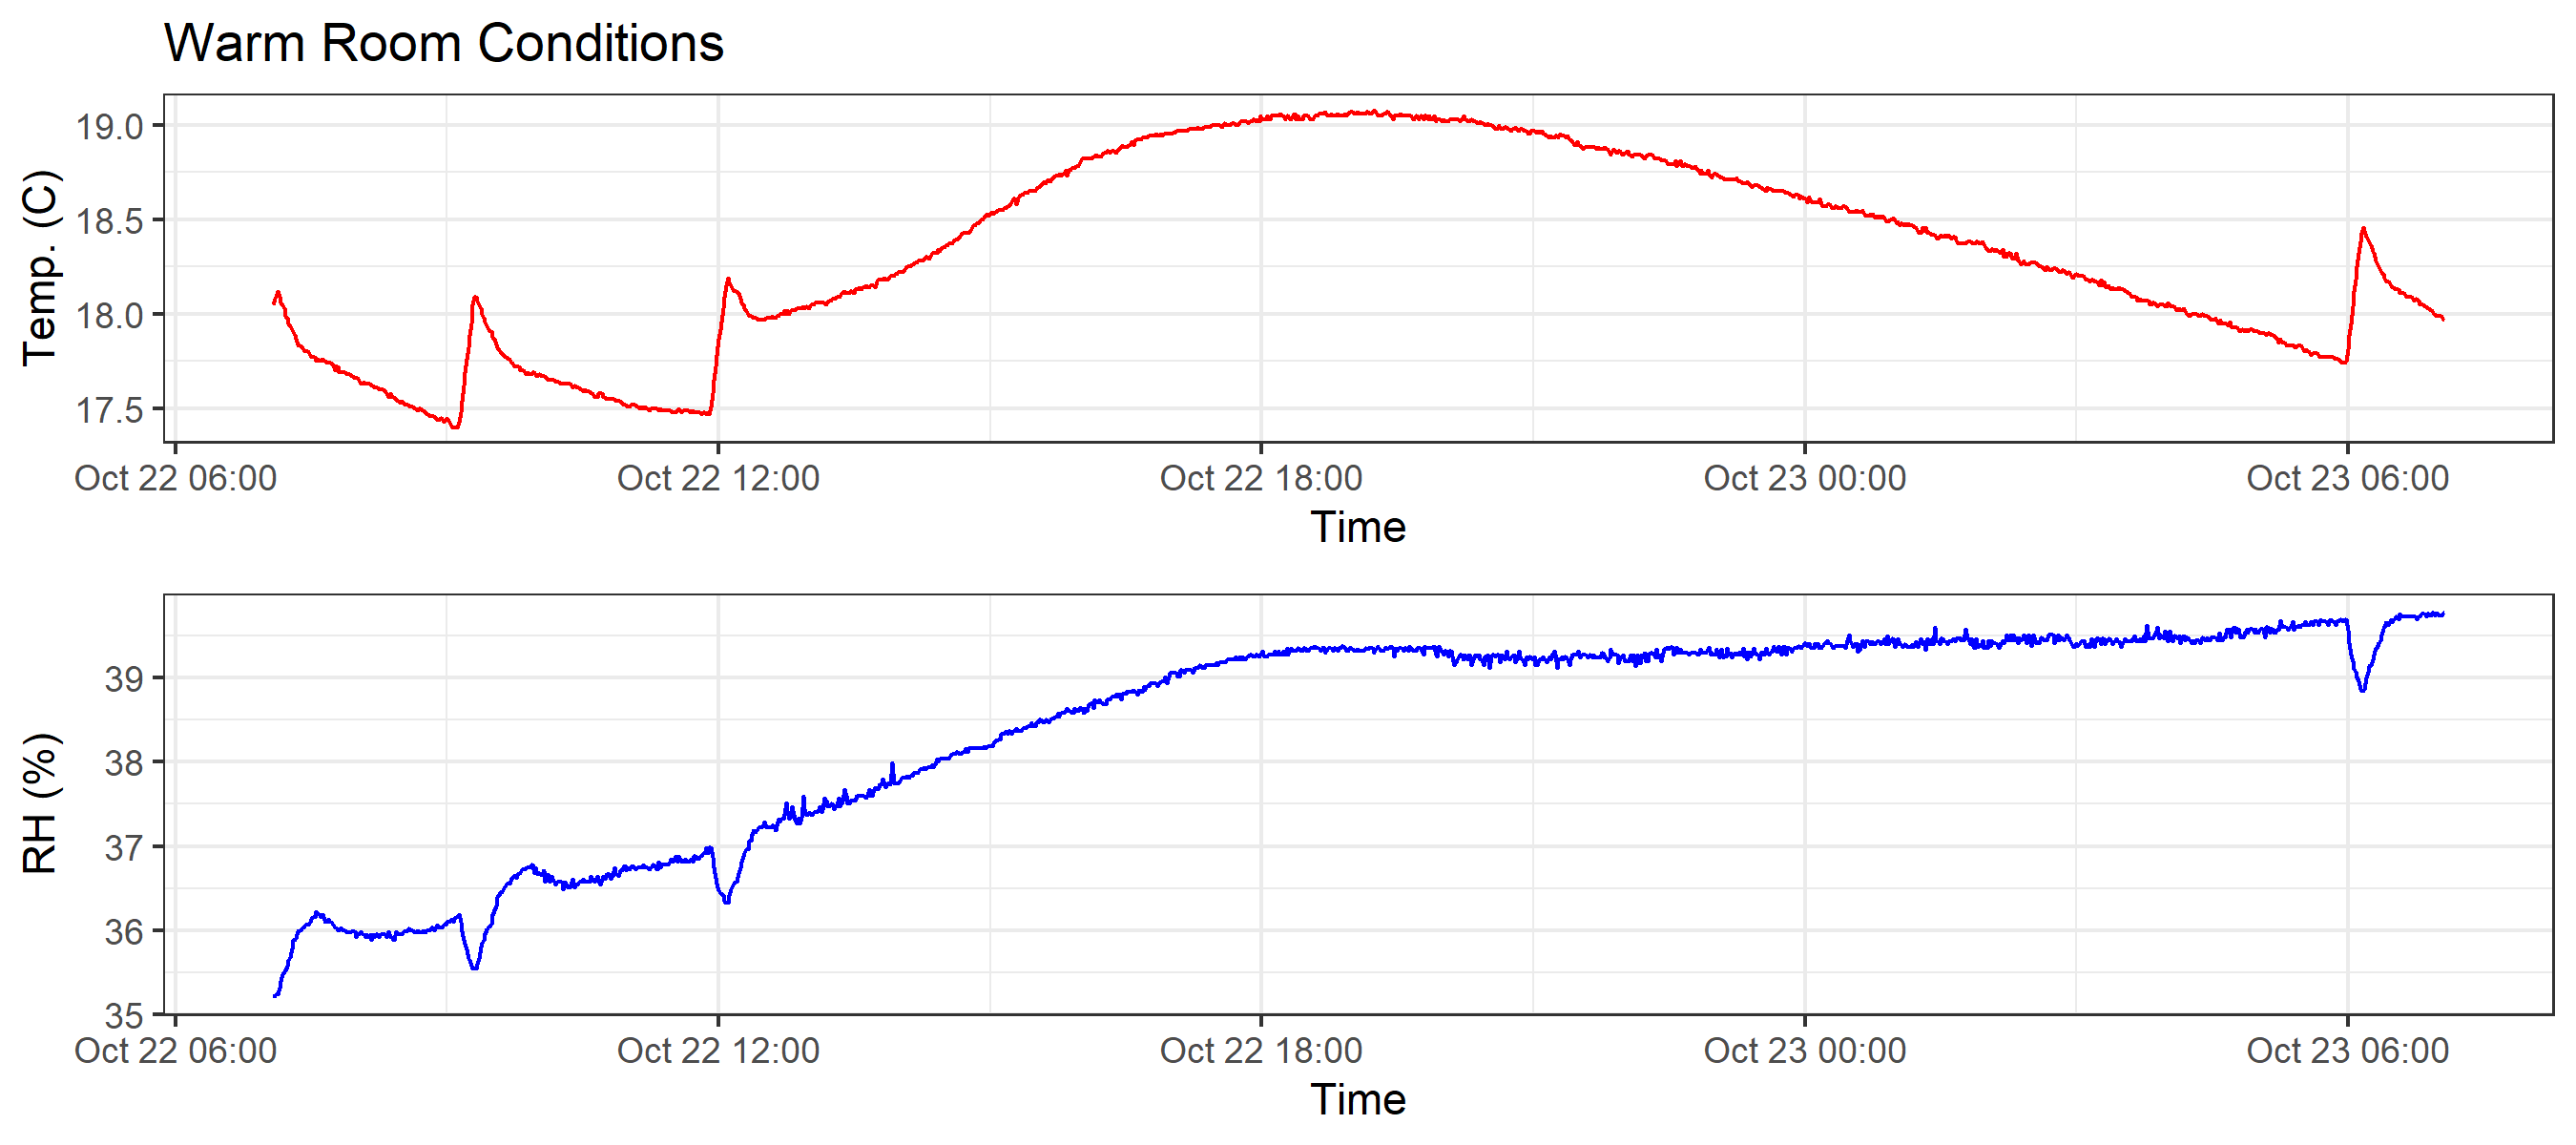 Warm Room Conditions
Temp. (C)
19.0
18.5
18.0
17.5
Oct 22 06:00 Oct 22 12:00 Oct 22 18:00 Oct 23 00:00 Oct 23 06:00
Time
RH (%)
39
38
37
36
35
Oct 22 06:00 Oct 22 12:00 Oct 22 18:00 Oct 23 00:00 Oct 23 06:00
Time